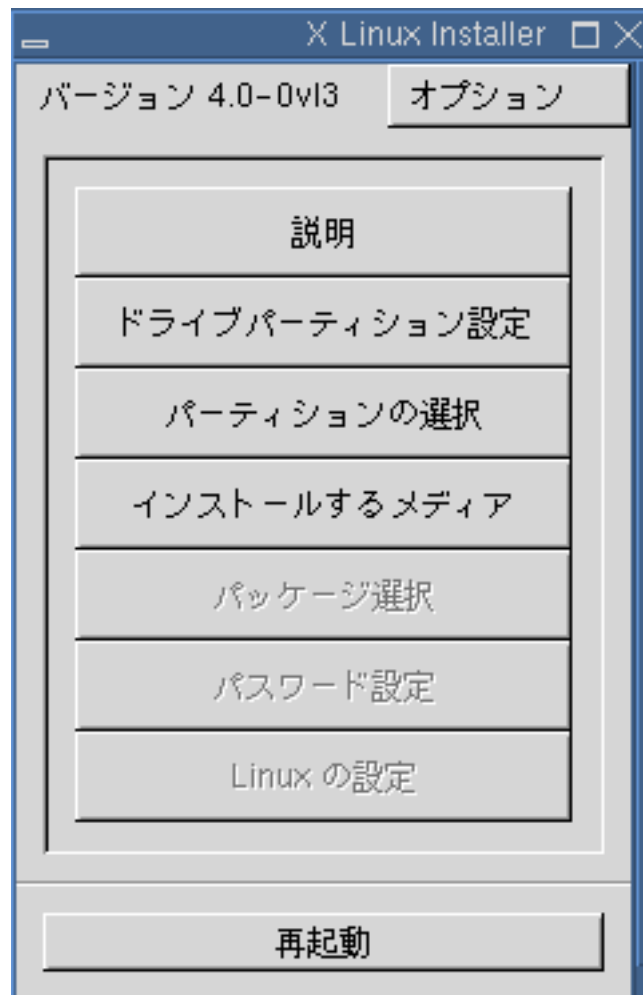 X Linux Installer
バージョン 4.0-0vl3 オプション
説明
ドライブパーティション設定
パーティションの選択
インストールするメディア
パッケージ選択
パスワード設定
Linux の設定
再起動